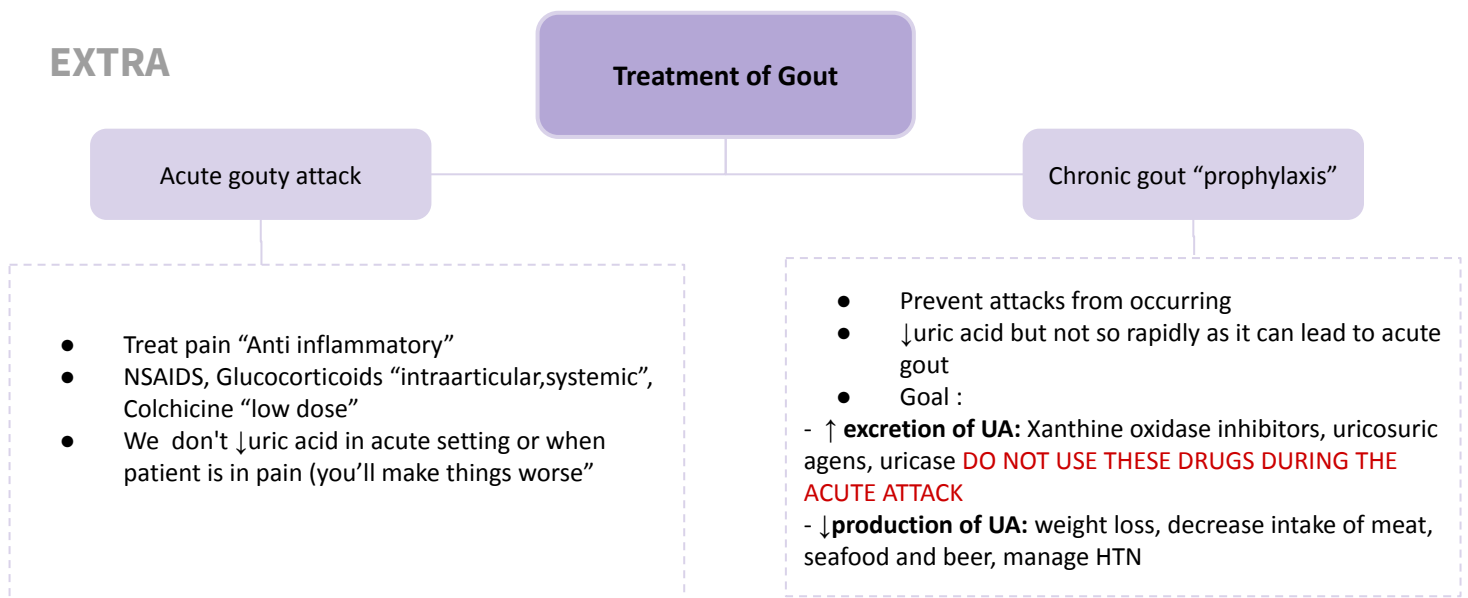 EXTRA
Treatment of Gout
Acute gouty attack
Chronic gout “prophylaxis”
● Treat pain “Anti inflammatory”
● NSAIDS, Glucocorticoids “intraarticular,systemic”,
Colchicine “low dose”
● We don't ↓uric acid in acute setting or when
patient is in pain (you’ll make things worse”
● Prevent attacks from occurring
● ↓uric acid but not so rapidly as it can lead to acute
gout
● Goal :
- ↑ excretion of UA: Xanthine oxidase inhibitors, uricosuric
agens, uricase DO NOT USE THESE DRUGS DURING THE
ACUTE ATTACK
- ↓production of UA: weight loss, decrease intake of meat,
seafood and beer, manage HTN